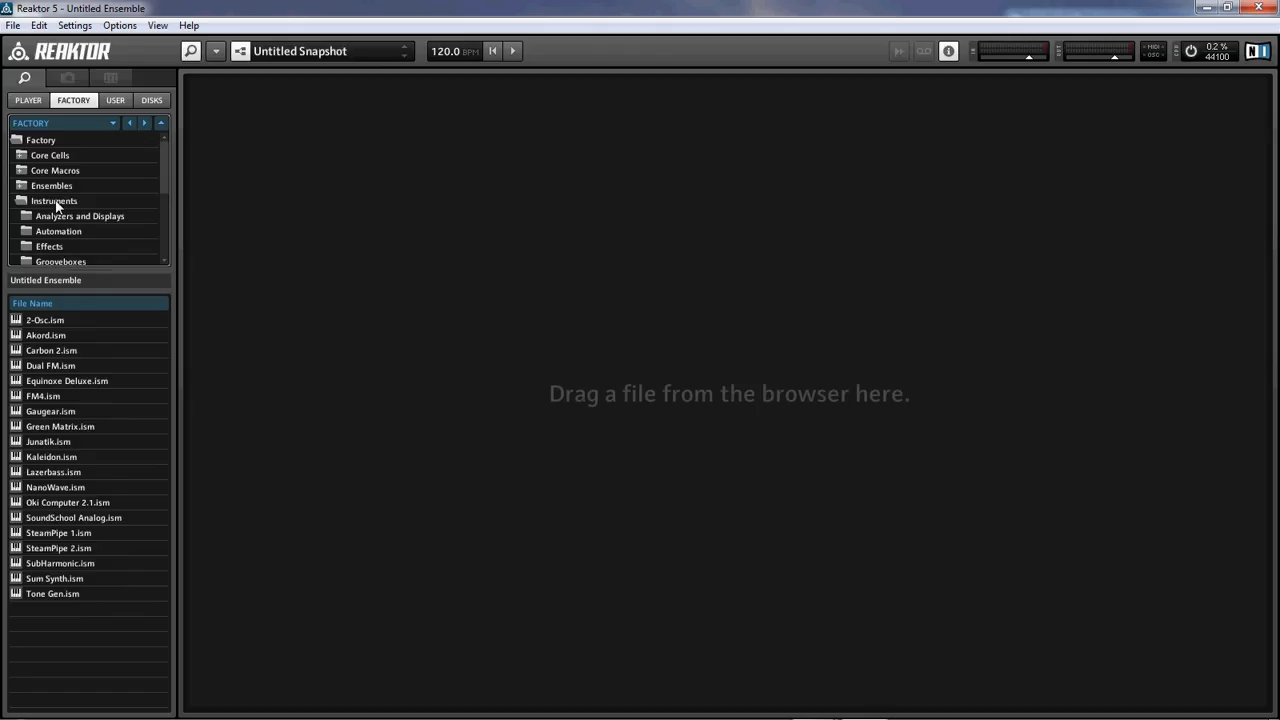 Reaktor 5 - Untitled Ensemble
File Edit Settings Options View Help
REAKTOR
Untitled Snapshot
120.0 BPM
MIDI
OSC
0.2 %
44100
NI
PLAYER FACTORY USER DISKS
FACTORY
Factory
Core Cells
Core Macros
Ensembles
Instruments
Analyzers and Displays
Automation
Effects
Grooveboxes
Untitled Ensemble
File Name
2-Osc.ism
Akord.ism
Carbon 2.ism
Dual FM.ism
Equinoxe Deluxe.ism
FM4.ism
Gaugear.ism
Green Matrix.ism
Junatik.ism
Kaleidon.ism
Lazerbass.ism
NanoWave.ism
Oki Computer 2.1.ism
SoundSchool Analog.ism
SteamPipe 1.ism
SteamPipe 2.ism
SubHarmonic.ism
Sum Synth.ism
Tone Gen.ism
Drag a file from the browser here.